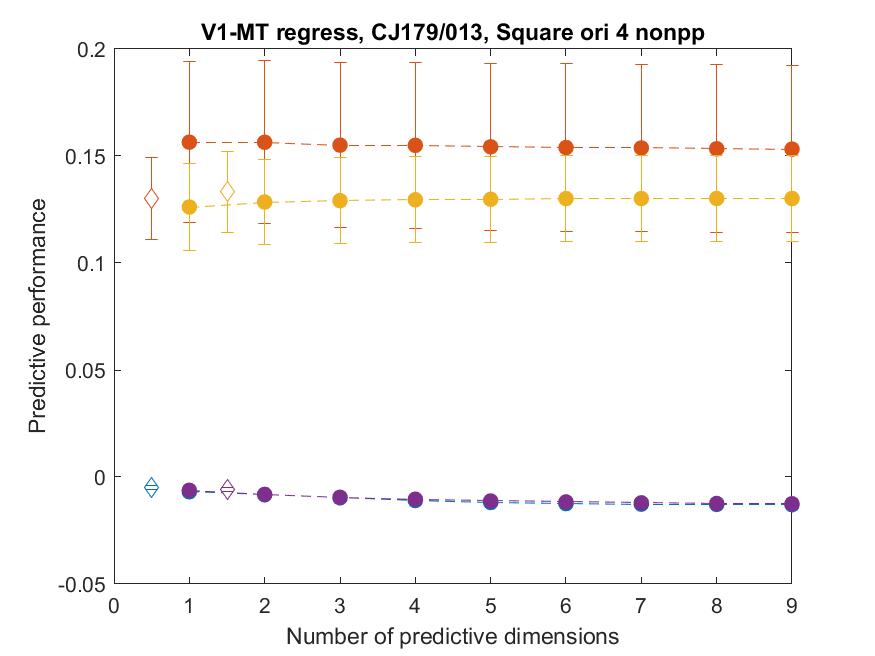 V1-MT regress, CJ179/013, Square ori 4 nonpp
0.2
0.15
0.1
0.05
0
-0.05
Predictive performance
0 1 2 3 4 5 6 7 8 9
Number of predictive dimensions